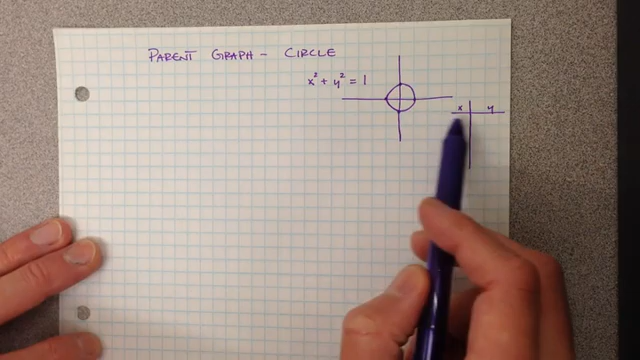 PARENT GRAPH - CIRCLE
x² + y² = 1
x y